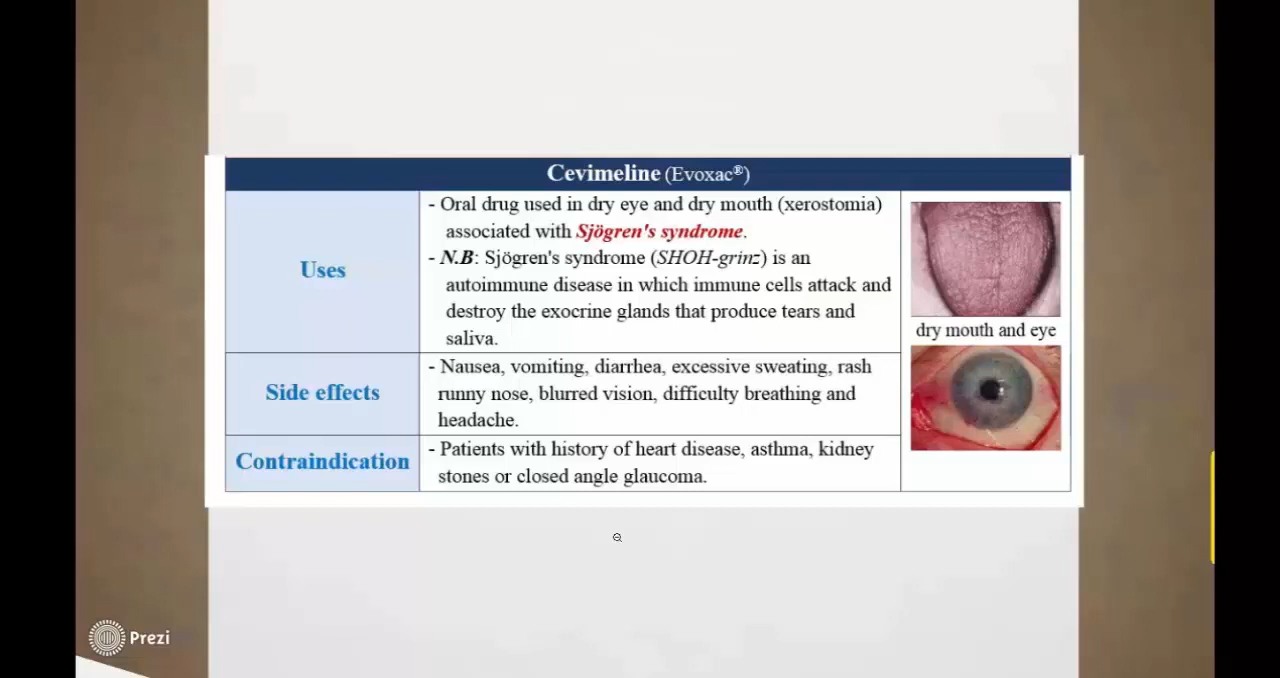 Cevimeline (Evoxac®)
Uses
- Oral drug used in dry eye and dry mouth (xerostomia)
associated with Sjögren's syndrome.
- N.B: Sjögren's syndrome (SHOH-grinz) is an
autoimmune disease in which immune cells attack and
destroy the exocrine glands that produce tears and
saliva.
dry mouth and eye
Side effects
- Nausea, vomiting, diarrhea, excessive sweating, rash
runny nose, blurred vision, difficulty breathing and
headache.
Contraindication
- Patients with history of heart disease, asthma, kidney
stones or closed angle glaucoma.
Prezi